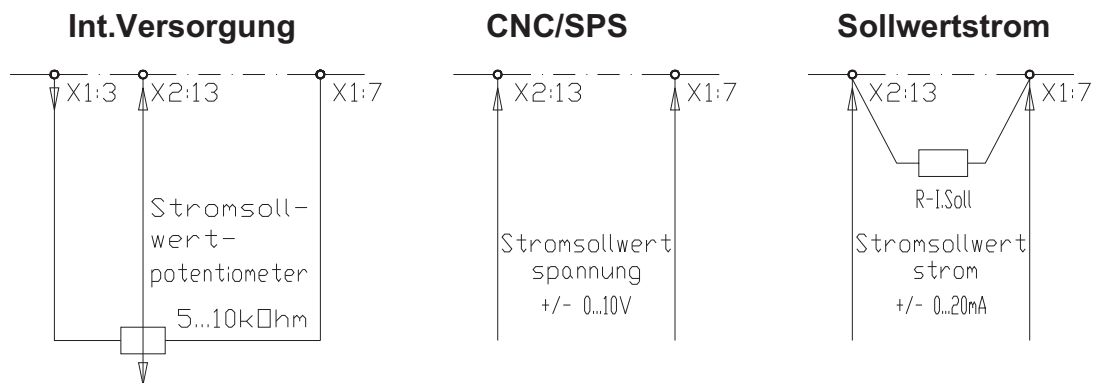 Int.Versorgung
CNC/SPS
Sollwertstrom
X1:3
X2:13
X1:7
X2:13
X1:7
X2:13
X1:7
Stromsoll-
wert-
potentiometer
5...10k□hm
Stromsollwert
spannung
+/- 0...10V
R-I.Soll
Stromsollwert
strom
+/- 0...20mA